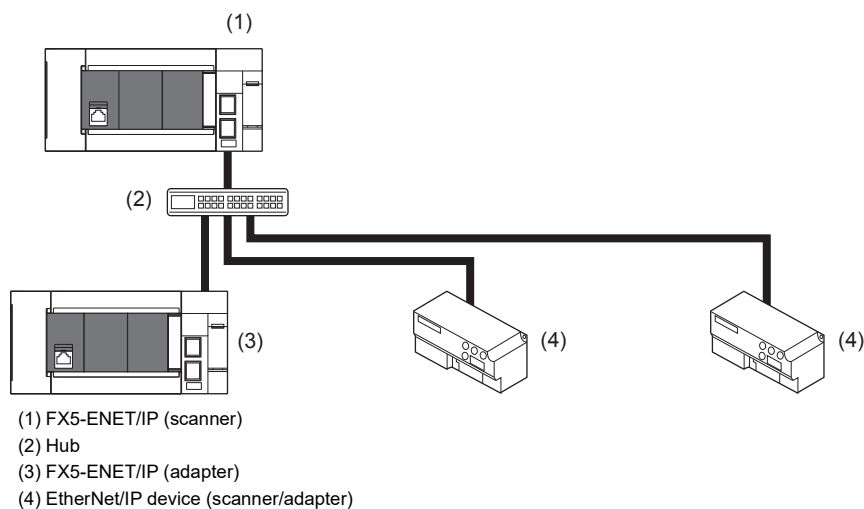 (1)
(2)
(3)
(4)
(4)
(1) FX5-ENET/IP (scanner)
(2) Hub
(3) FX5-ENET/IP (adapter)
(4) EtherNet/IP device (scanner/adapter)